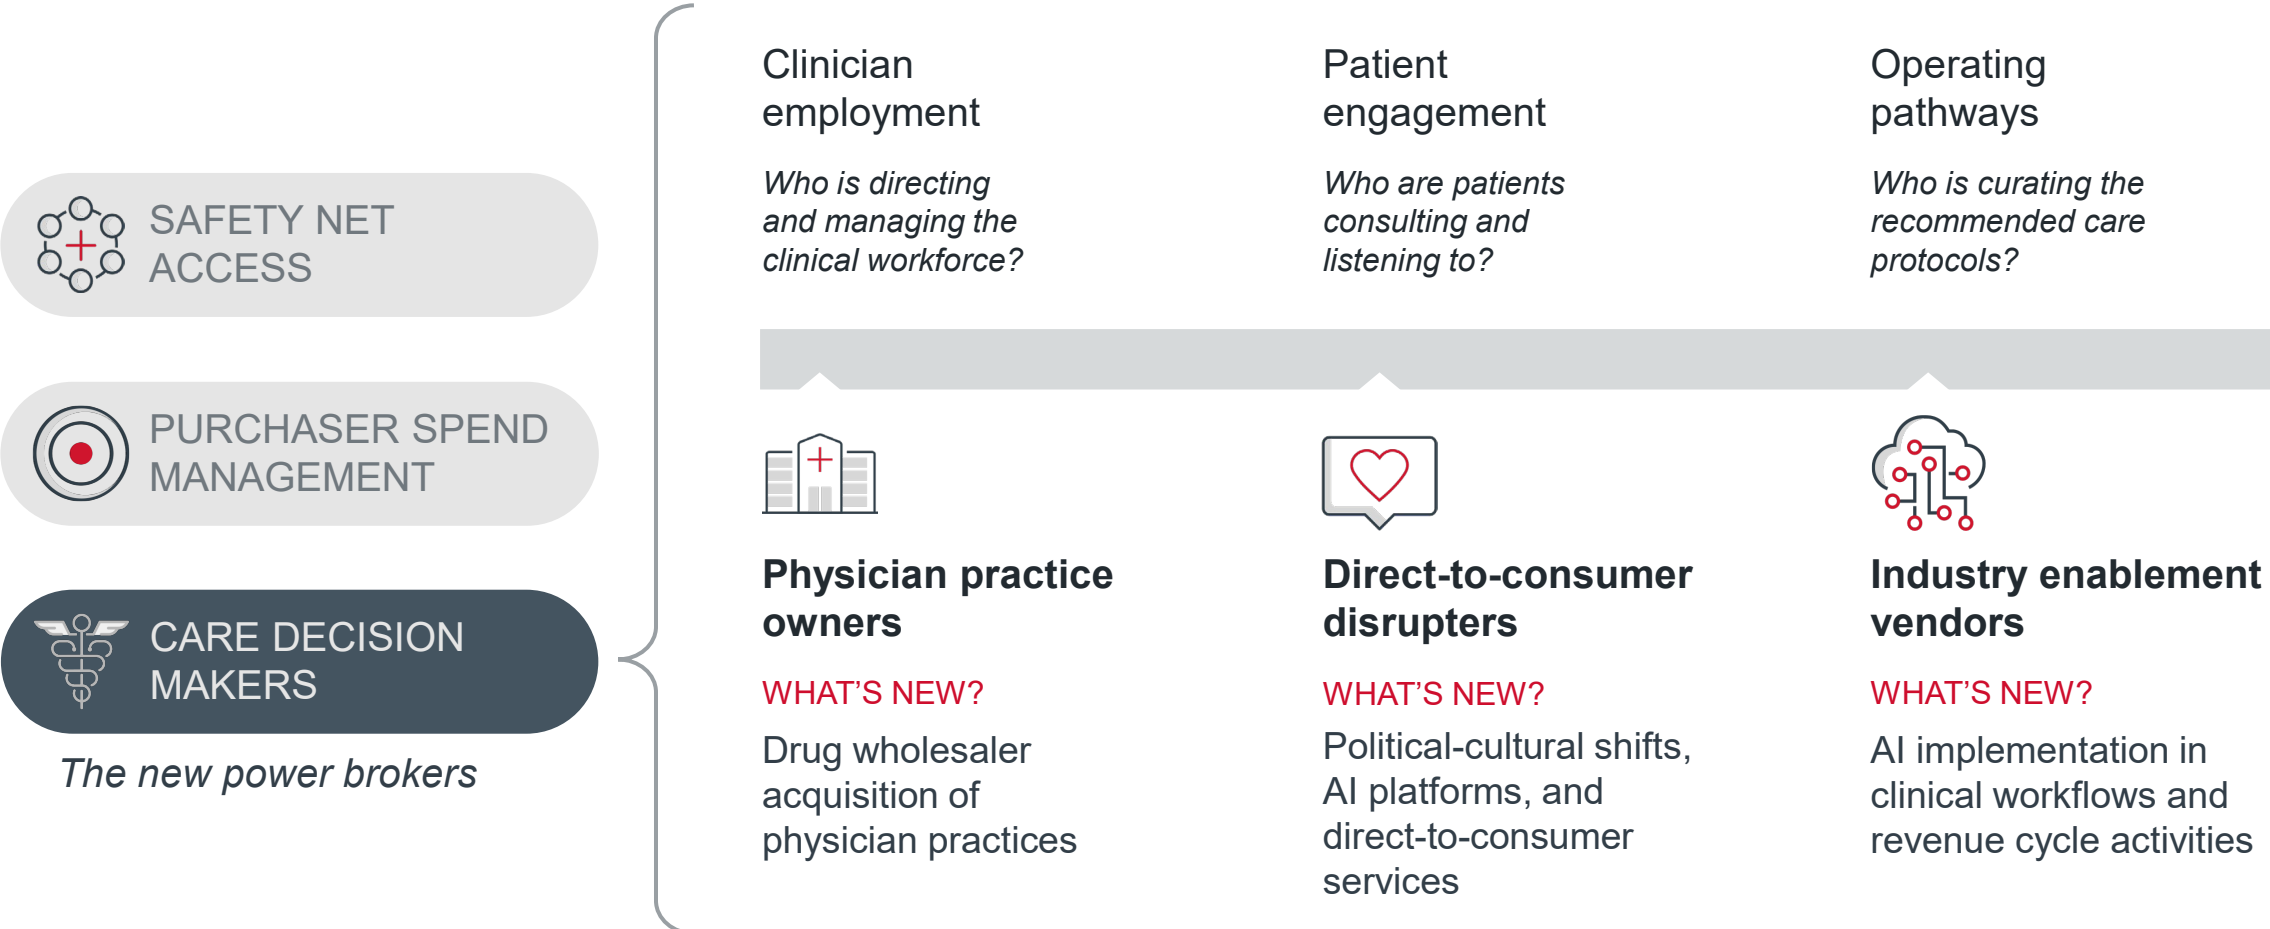 SAFETY NET
ACCESS
PURCHASER SPEND
MANAGEMENT
CARE DECISION
MAKERS
The new power brokers
Clinician
employment
Who is directing
and managing the
clinical workforce?
Physician practice
owners
WHAT’S NEW?
Drug wholesaler
acquisition of
physician practices
Patient
engagement
Who are patients
consulting and
listening to?
Direct-to-consumer
disrupters
WHAT’S NEW?
Political-cultural shifts,
AI platforms, and
direct-to-consumer
services
Operating
pathways
Who is curating the
recommended care
protocols?
Industry enablement
vendors
WHAT’S NEW?
AI implementation in
clinical workflows and
revenue cycle activities